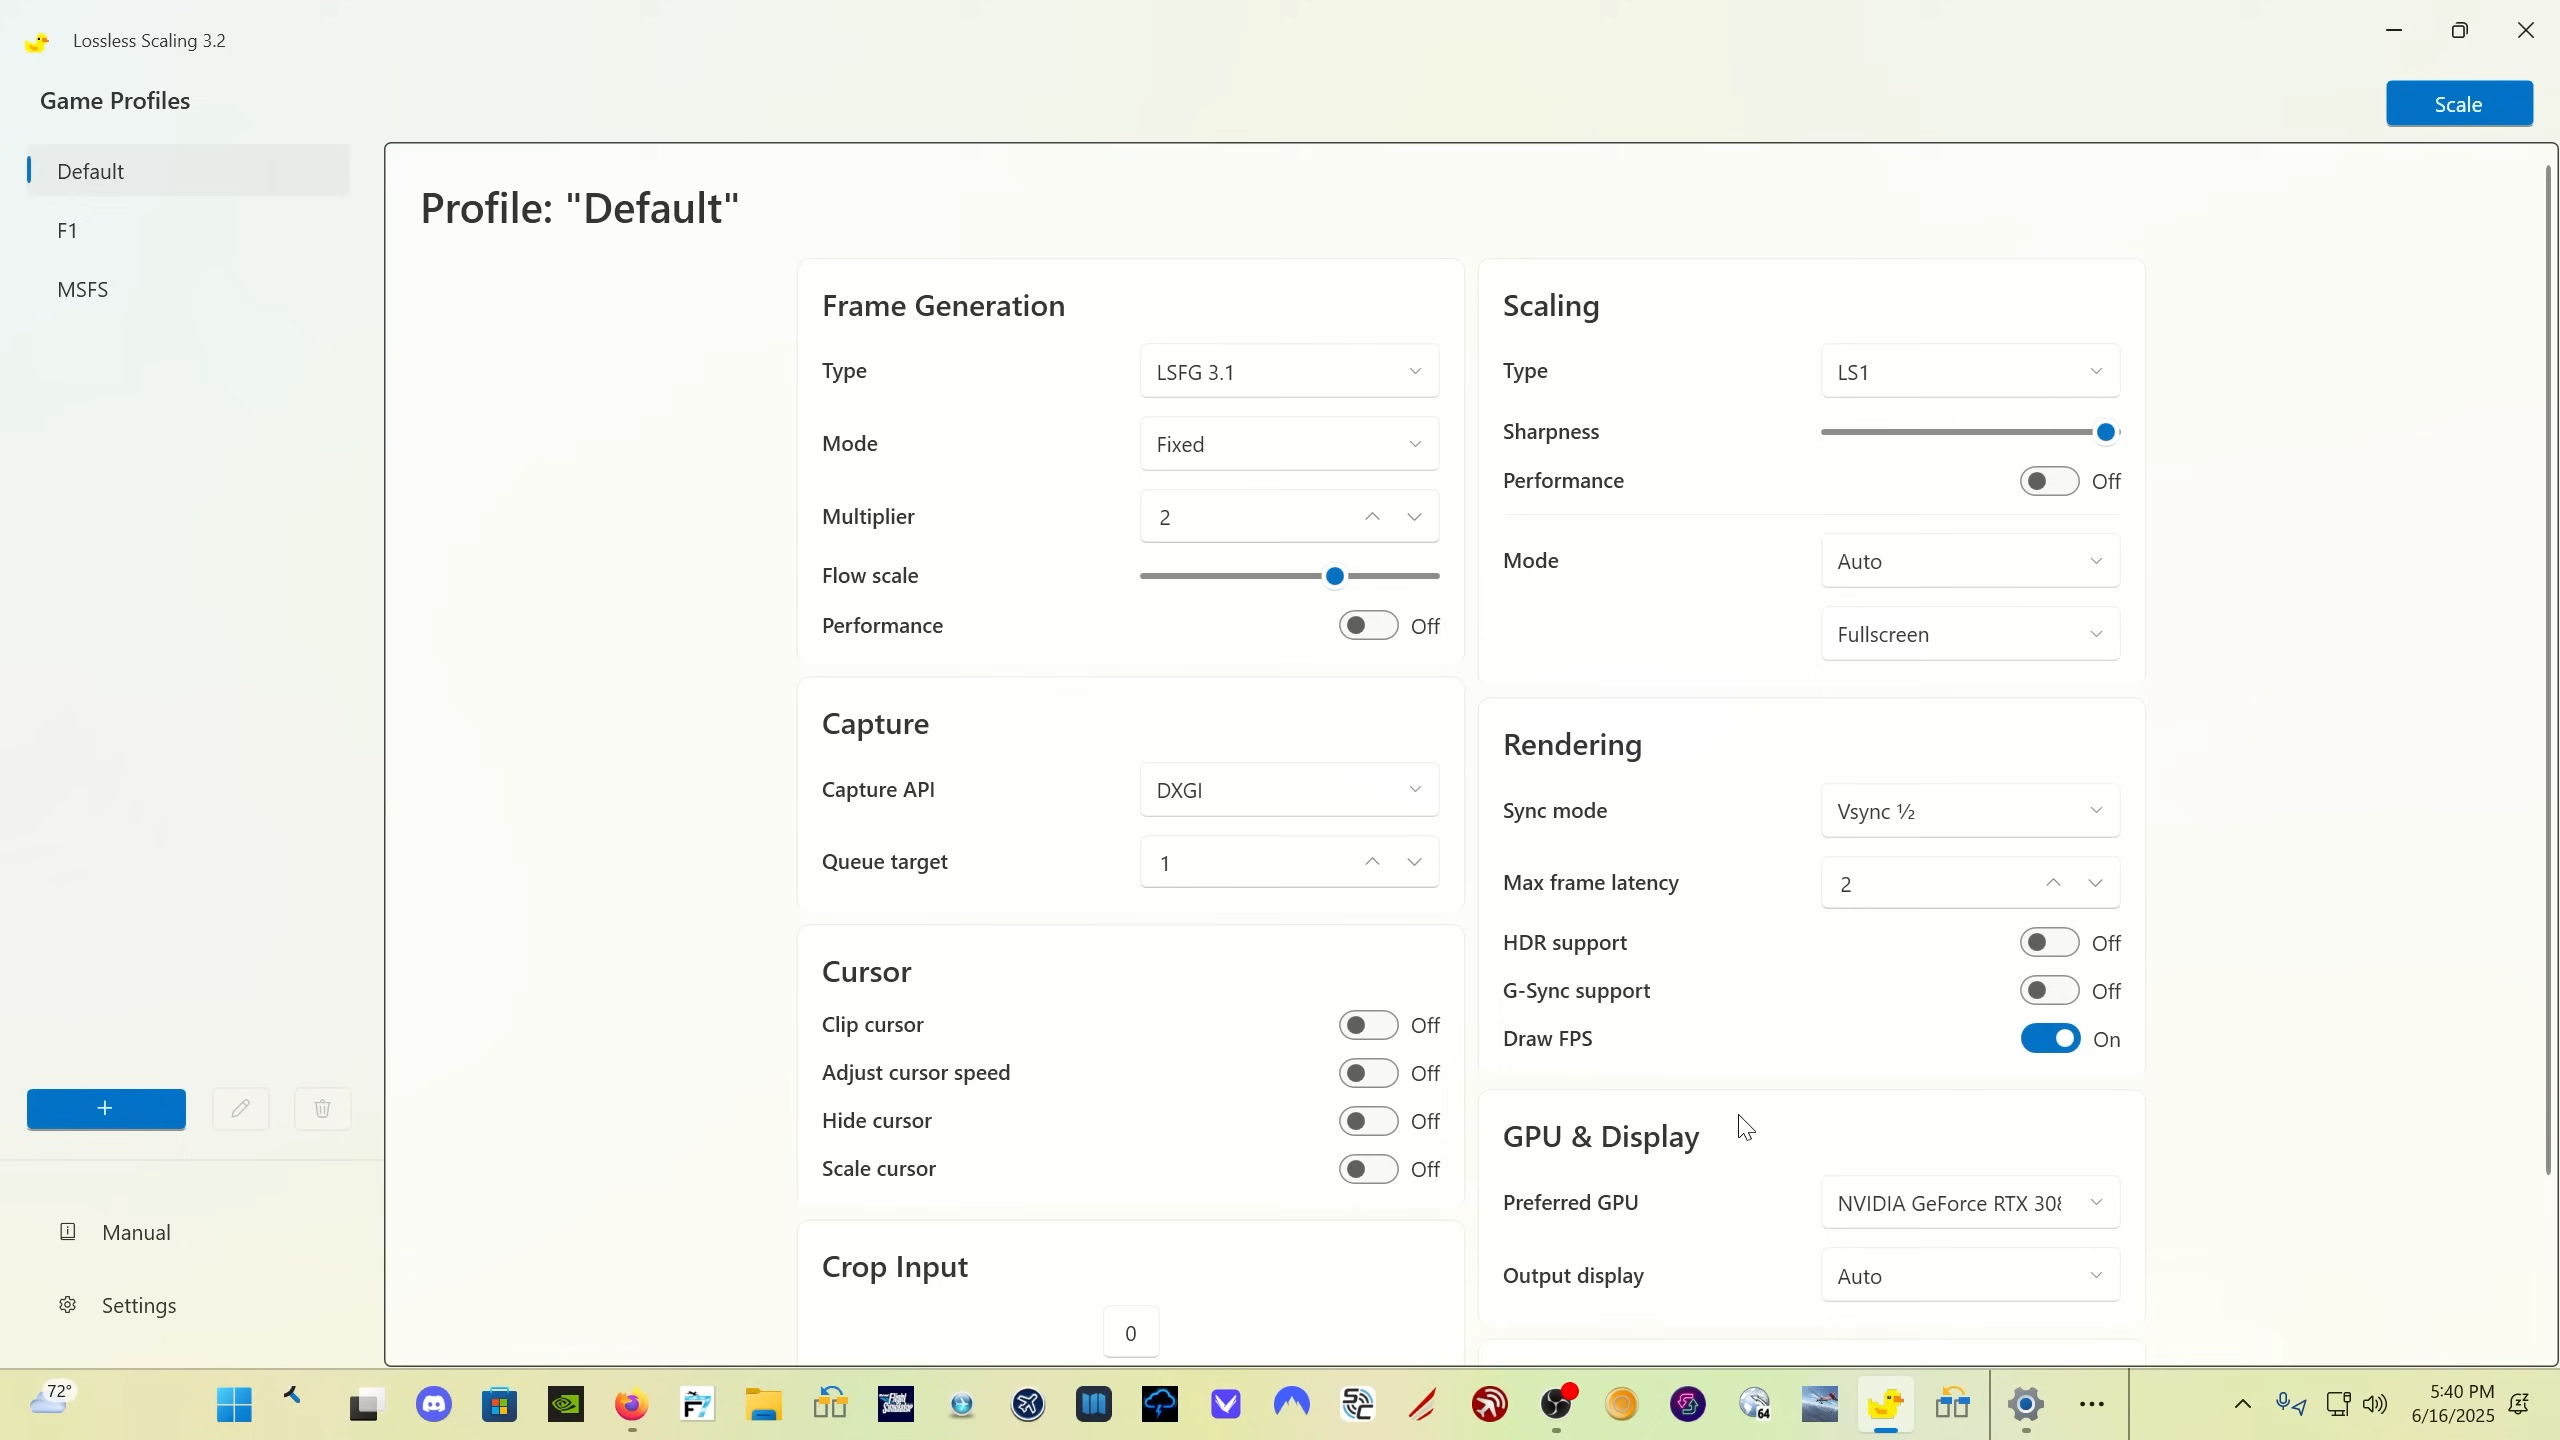 Lossless Scaling 3.2
Game Profiles
Scale
Default
F1
MSFS
Profile: "Default"
Frame Generation
Type
LSFG 3.1
Mode
Fixed
Multiplier
2
Flow scale
Performance
Off
Capture
Capture API
DXGI
Queue target
1
Cursor
Clip cursor
Off
Adjust cursor speed
Off
Hide cursor
Off
Scale cursor
Off
Crop Input
0
Scaling
Type
LS1
Sharpness
Performance
Off
Mode
Auto
Fullscreen
Rendering
Sync mode
Vsync ½
Max frame latency
2
HDR support
Off
G-Sync support
Off
Draw FPS
On
GPU & Display
Preferred GPU
NVIDIA GeForce RTX 308
Output display
Auto
+
Manual
Settings
72°
F7
Flight
Simulator
64
5:40 PM
6/16/2025